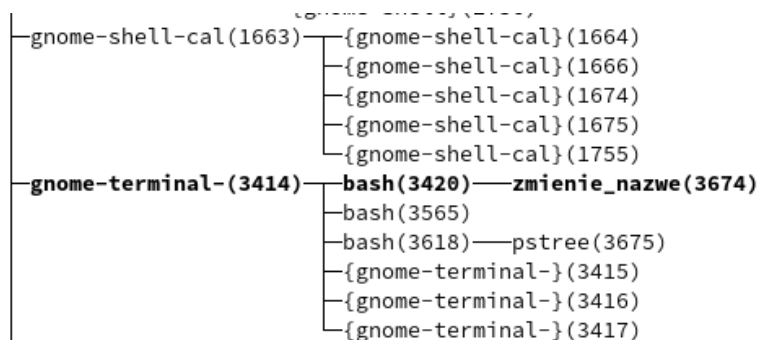 gnome-shell-cal(1663)─┬─{gnome-shell-cal}(1664)
├─{gnome-shell-cal}(1666)
├─{gnome-shell-cal}(1674)
├─{gnome-shell-cal}(1675)
└─{gnome-shell-cal}(1755)
gnome-terminal-(3414)─┬─bash(3420)───zmienie_nazwe(3674)
├─bash(3565)
├─bash(3618)───pstree(3675)
├─{gnome-terminal-}(3415)
├─{gnome-terminal-}(3416)
└─{gnome-terminal-}(3417)